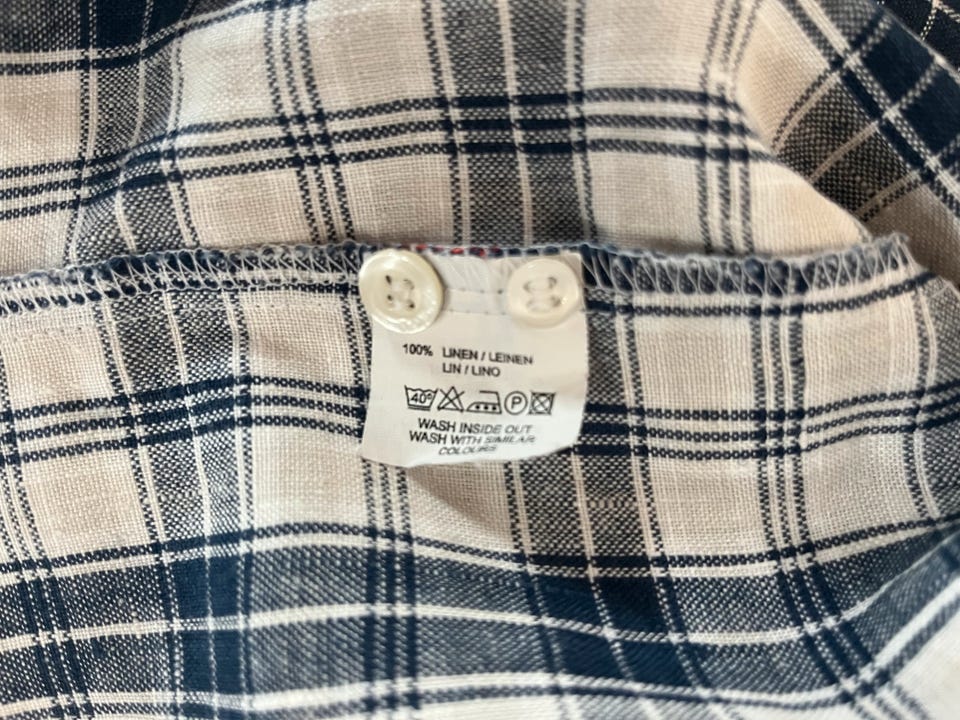 100% LINEN / LEINEN
LIN / LINO
40° P
WASH INSIDE OUT
WASH WITH SIMILAR
COLOURS